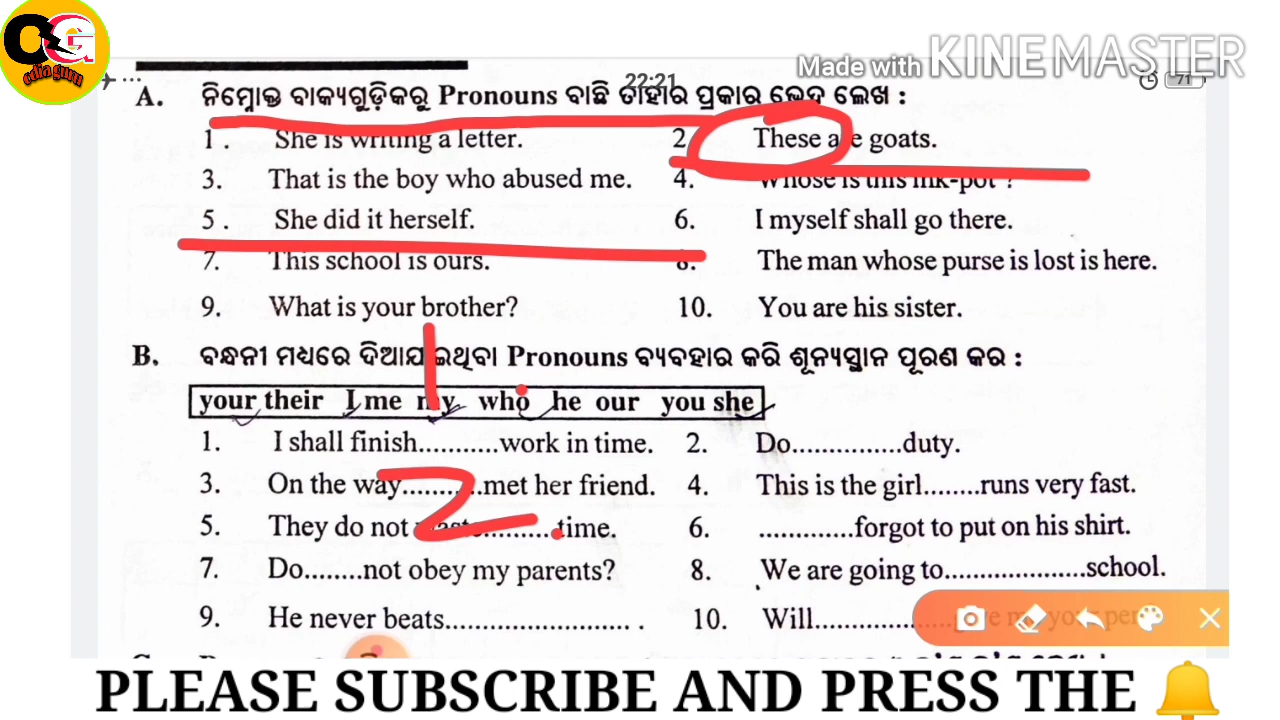 OG
odia guru
Made with KINEMASTER
22:21
71
A. ନିମ୍ନୋକ୍ତ ବାକ୍ୟଗୁଡ଼ିକରୁ Pronouns ବାଛି ତାହାର ପ୍ରକାର ଭେଦ ଲେଖ :
1 She is writing a letter. 2. These are goats.
3. That is the boy who abused me. 4. Whose is this ink-pot ?
5. She did it herself. 6. I myself shall go there.
7. This school is ours. 8. The man whose purse is lost is here.
9. What is your brother? 10. You are his sister.
B. ବନ୍ଧନୀ ମଧ୍ୟରେ ଦିଆଯାଇଥିବା Pronouns ବ୍ୟବହାର କରି ଶୂନ୍ୟସ୍ଥାନ ପୂରଣ କର :
your their I me my who he our you she
1. I shall finish...........work in time. 2. Do...............duty.
3. On the way...........met her friend. 4. This is the girl........runs very fast.
5. They do not waste..........time. 6. .............forgot to put on his shirt.
7. Do........not obey my parents? 8. We are going to....................school.
9. He never beats.......................... . 10. Will...................give me your pen
PLEASE SUBSCRIBE AND PRESS THE